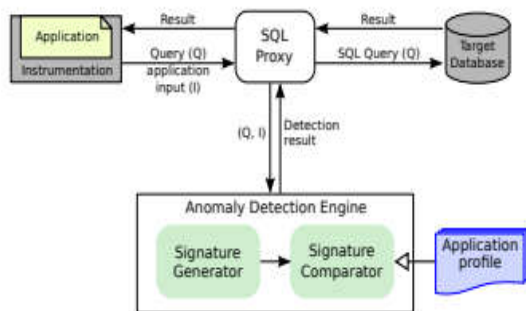 Application
Instrumentation
Result
Query (Q)
application
input (I)
SQL
Proxy
Result
SQL Query (Q)
Target
Database
(Q, I)
Detection
result
Anomaly Detection Engine
Signature
Generator
Signature
Comparator
Application
profile